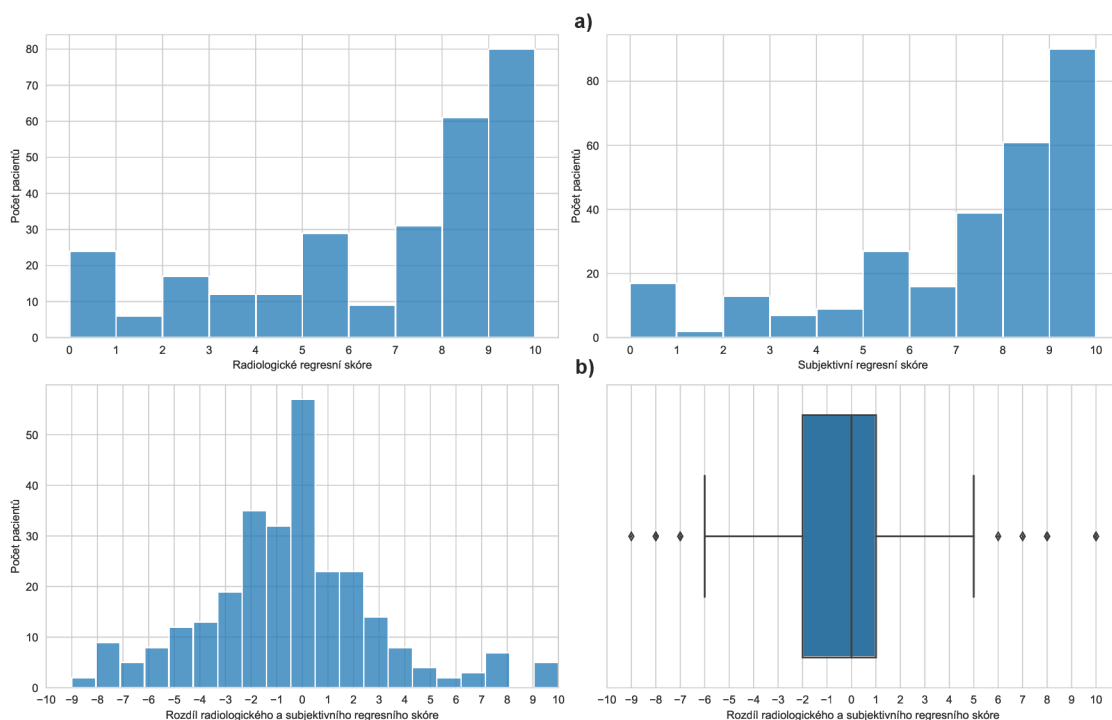 a)
80
70
60
50
40
30
20
10
0
Počet pacientů
0 1 2 3 4 5 6 7 8 9 10
Radiologické regresní skóre
80
60
40
20
0
Počet pacientů
0 1 2 3 4 5 6 7 8 9 10
Subjektivní regresní skóre
b)
50
40
30
20
10
0
Počet pacientů
−10 −9 −8 −7 −6 −5 −4 −3 −2 −1 0 1 2 3 4 5 6 7 8 9 10
Rozdíl radiologického a subjektivního regresního skóre
−10 −9 −8 −7 −6 −5 −4 −3 −2 −1 0 1 2 3 4 5 6 7 8 9 10
Rozdíl radiologického a subjektivního regresního skóre